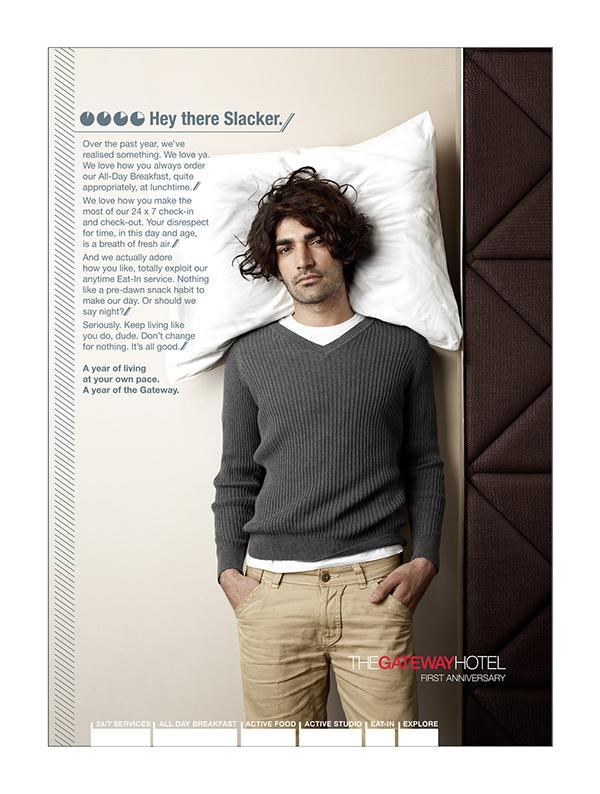 Hey there Slacker.
Over the past year, we've
realised something. We love ya.
We love how you always order
our All-Day Breakfast, quite
appropriately, at lunchtime.
We love how you make the
most of our 24 x 7 check-in
and check-out. Your disrespect
for time, in this day and age,
is a breath of fresh air.
And we actually adore
how you like, totally exploit our
anytime Eat-In service. Nothing
like a pre-dawn snack habit to
make our day. Or should we
say night?
Seriously. Keep living like
you do, dude. Don't change
for nothing. It's all good.
A year of living
at your own pace.
A year of the Gateway.
THEGATEWAYHOTEL
FIRST ANNIVERSARY
24/7 SERVICES ALL DAY BREAKFAST ACTIVE FOOD ACTIVE STUDIO EAT-IN EXPLORE